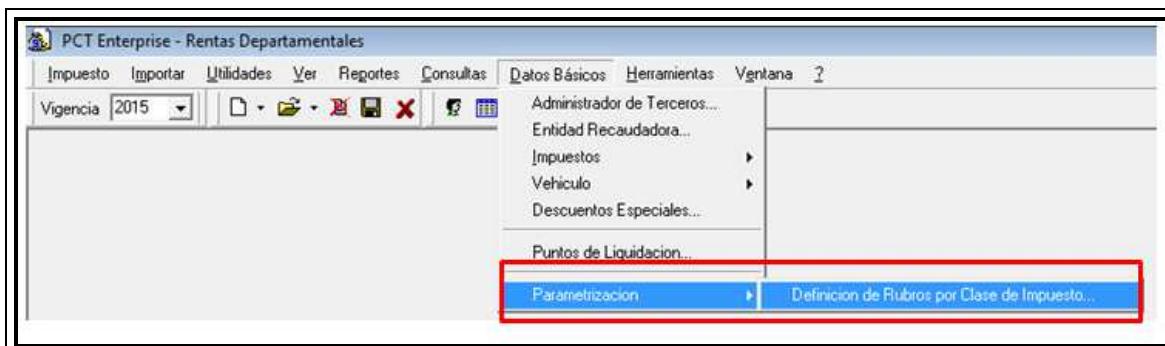 PCT Enterprise - Rentas Departamentales
Impuesto Importar Utilidades Ver Reportes Consultas Datos Básicos Herramientas Ventana ?
Vigencia 2015
Administrador de Terceros...
Entidad Recaudadora...
Impuestos
Vehiculo
Descuentos Especiales...
Puntos de Liquidacion...
Parametrizacion Definicion de Rubros por Clase de Impuesto...